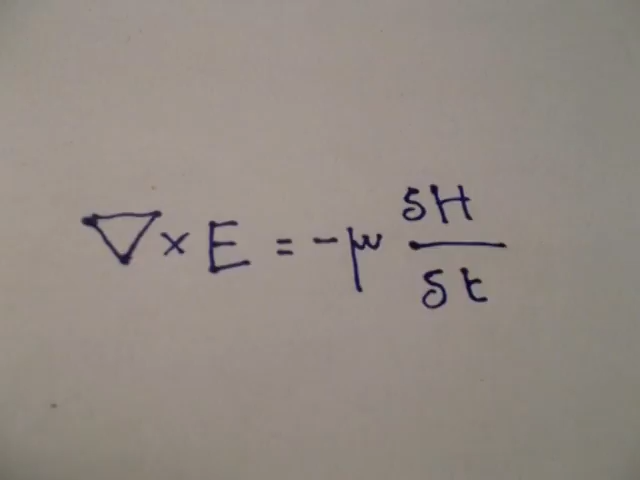 ∇ × E = -μ δH/δt